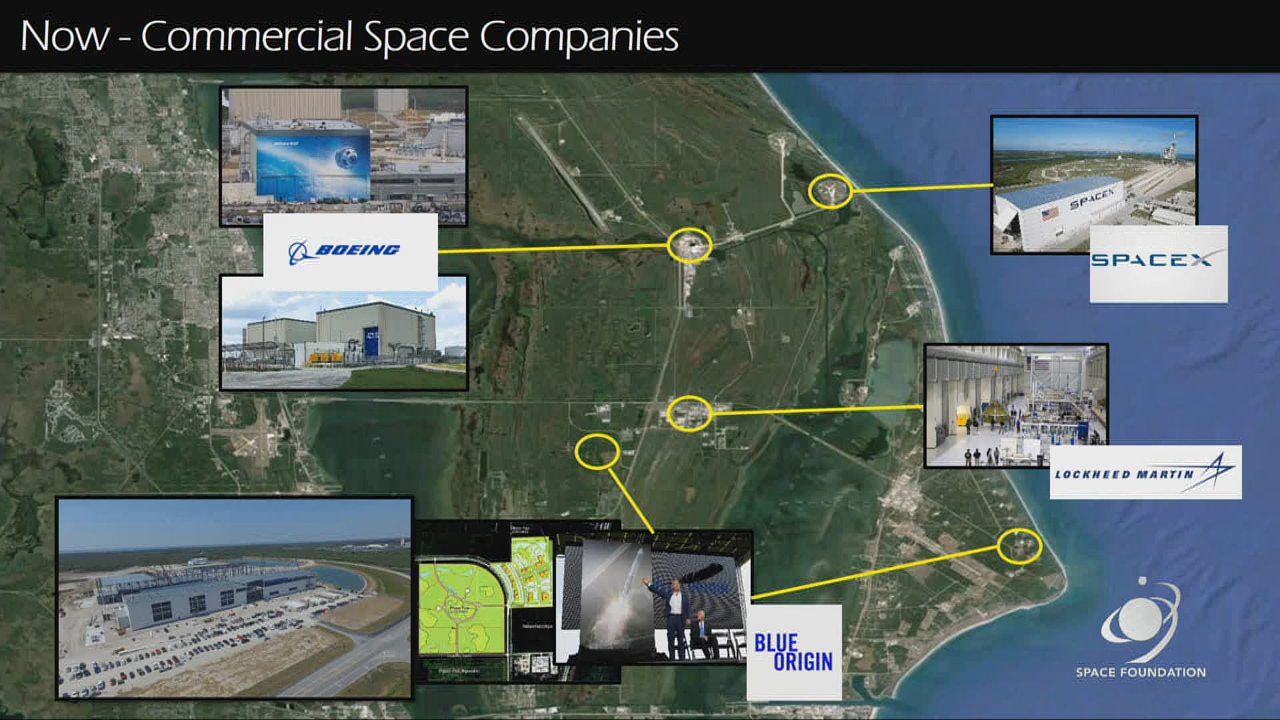 Now - Commercial Space Companies
BOEING
SPACEX
SPACEX
LOCKHEED MARTIN
BLUE
ORIGIN
SPACE FOUNDATION